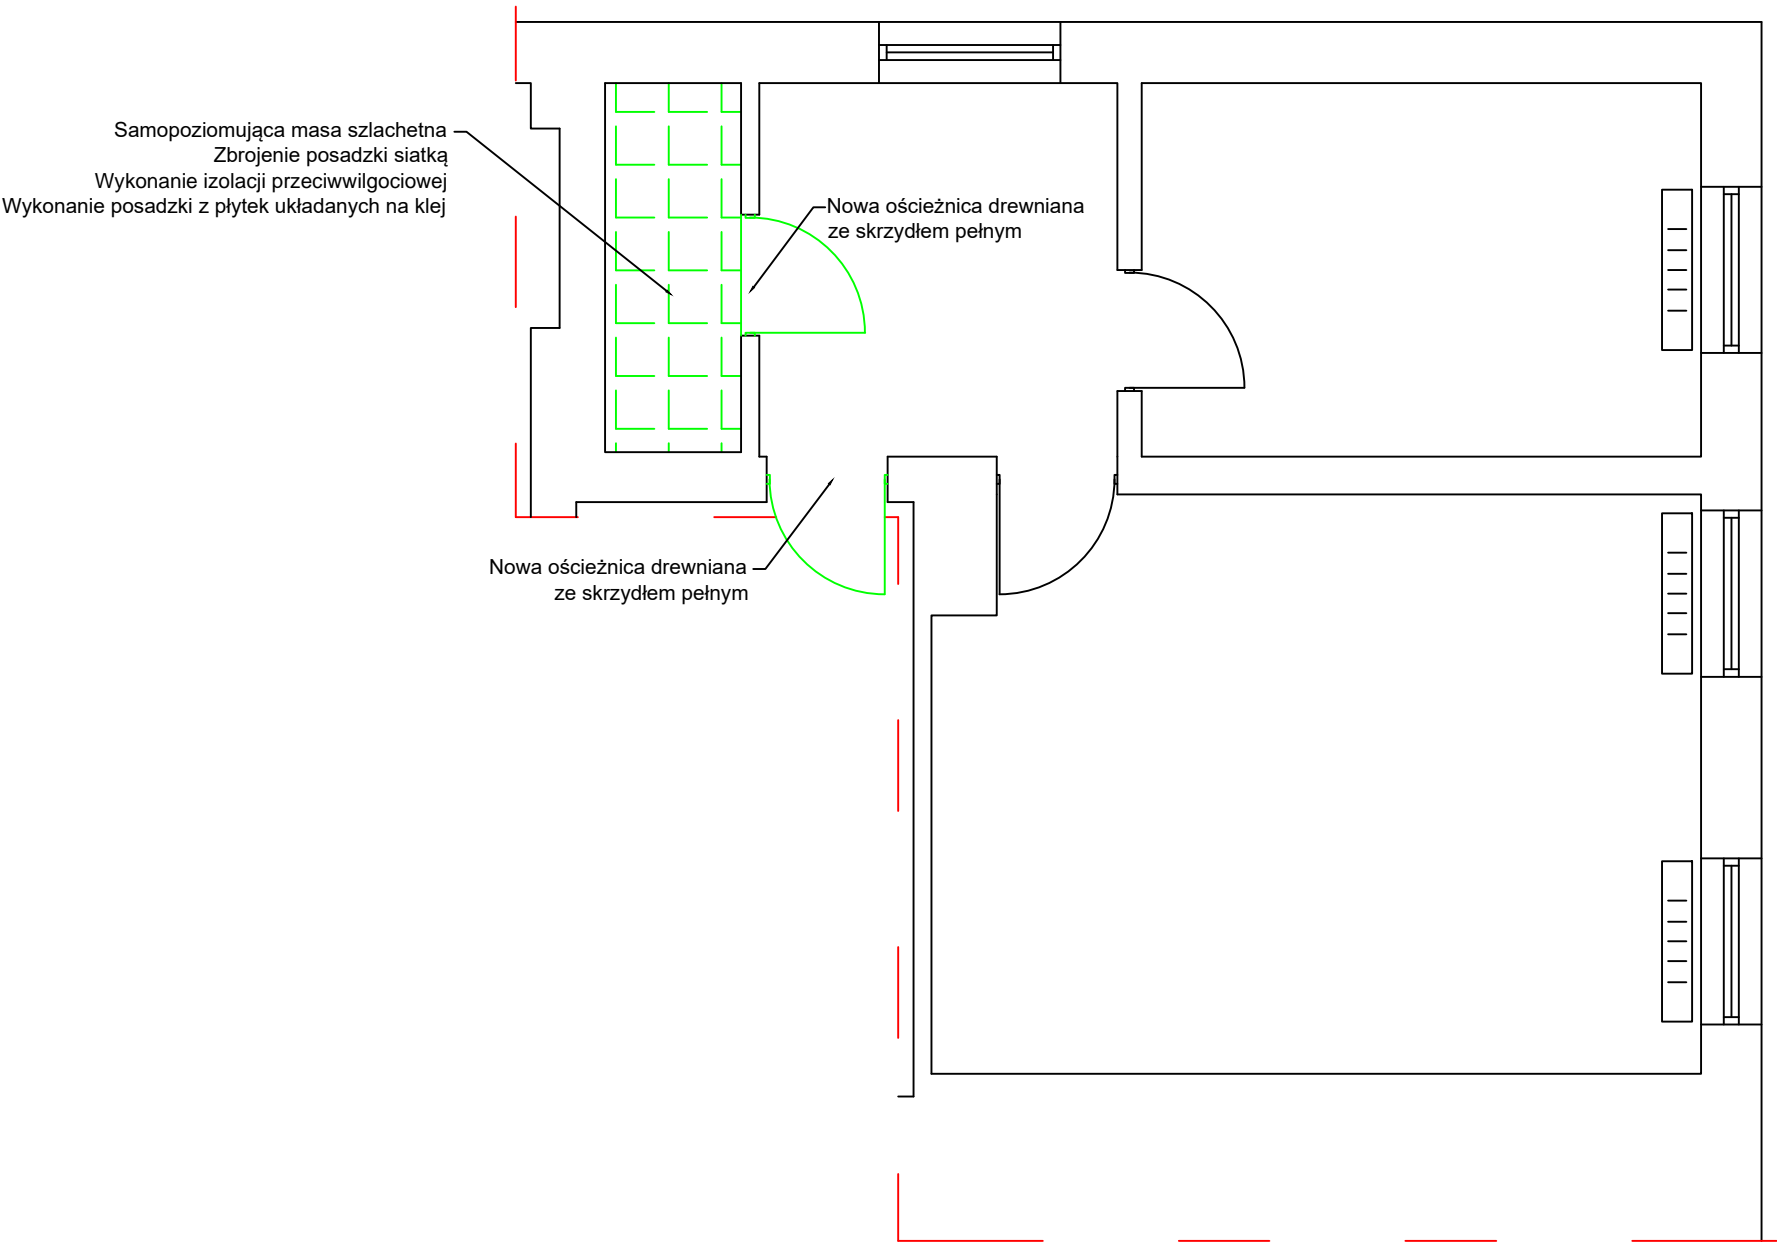 Samopoziomująca masa szlachetna
Zbrojenie posadzki siatką
Wykonanie izolacji przeciwwilgociowej
Wykonanie posadzki z płytek układanych na klej
Nowa ościeżnica drewniana
ze skrzydłem pełnym
Nowa ościeżnica drewniana
ze skrzydłem pełnym